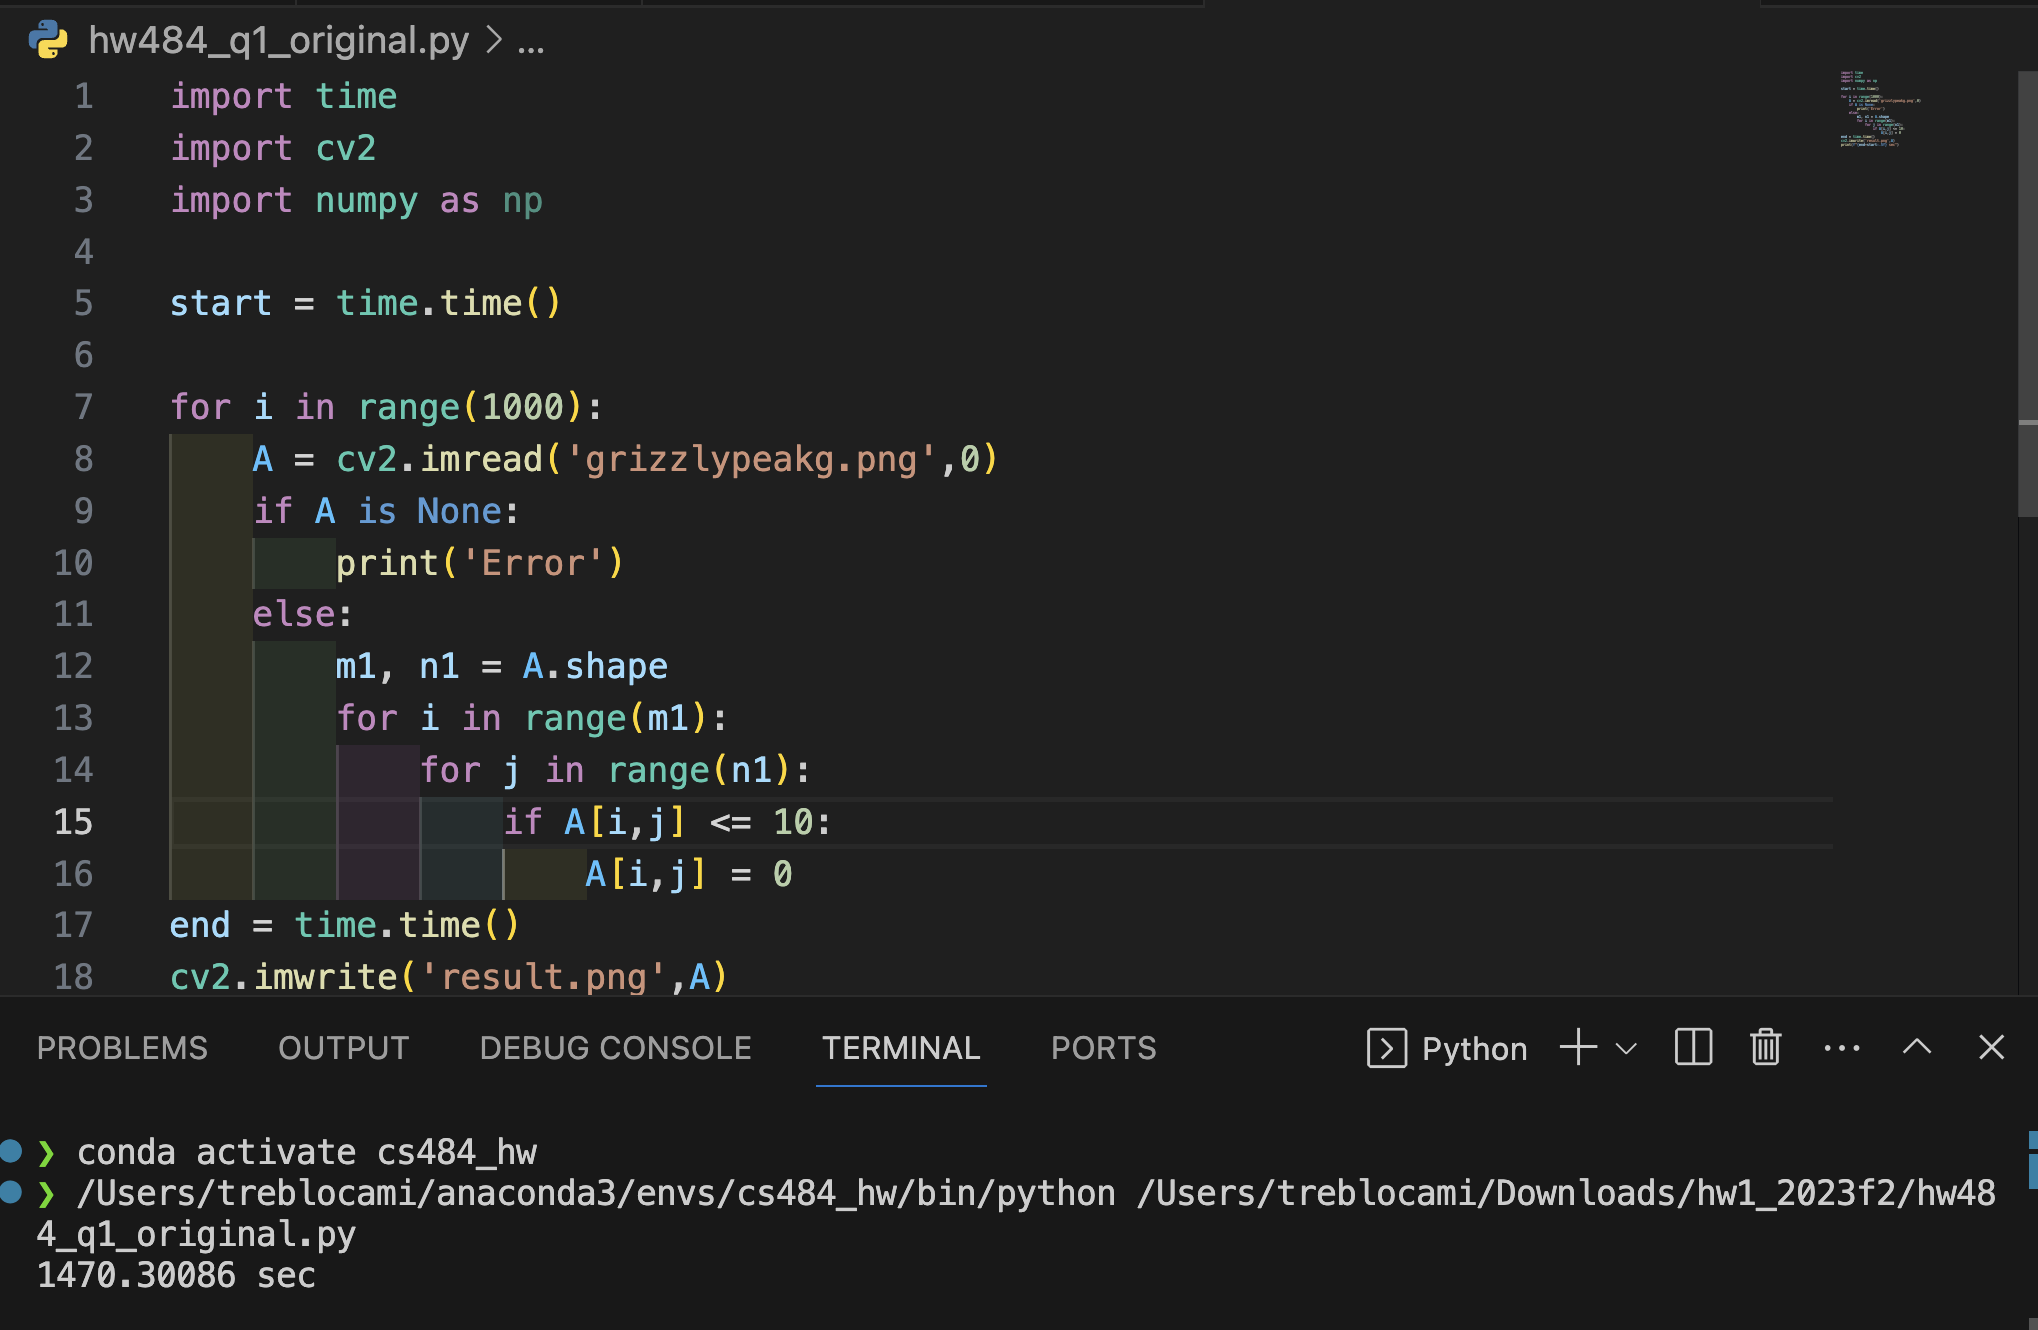 hw484_q1_original.py > ...
1 import time
2 import cv2
3 import numpy as np
4
5 start = time.time()
6
7 for i in range(1000):
8     A = cv2.imread('grizzlypeakg.png',0)
9     if A is None:
10         print('Error')
11     else:
12         m1, n1 = A.shape
13         for i in range(m1):
14             for j in range(n1):
15                 if A[i,j] <= 10:
16                     A[i,j] = 0
17 end = time.time()
18 cv2.imwrite('result.png',A)
PROBLEMS OUTPUT DEBUG CONSOLE TERMINAL PORTS Python
❯ conda activate cs484_hw
❯ /Users/treblocami/anaconda3/envs/cs484_hw/bin/python /Users/treblocami/Downloads/hw1_2023f2/hw48
4_q1_original.py
1470.30086 sec